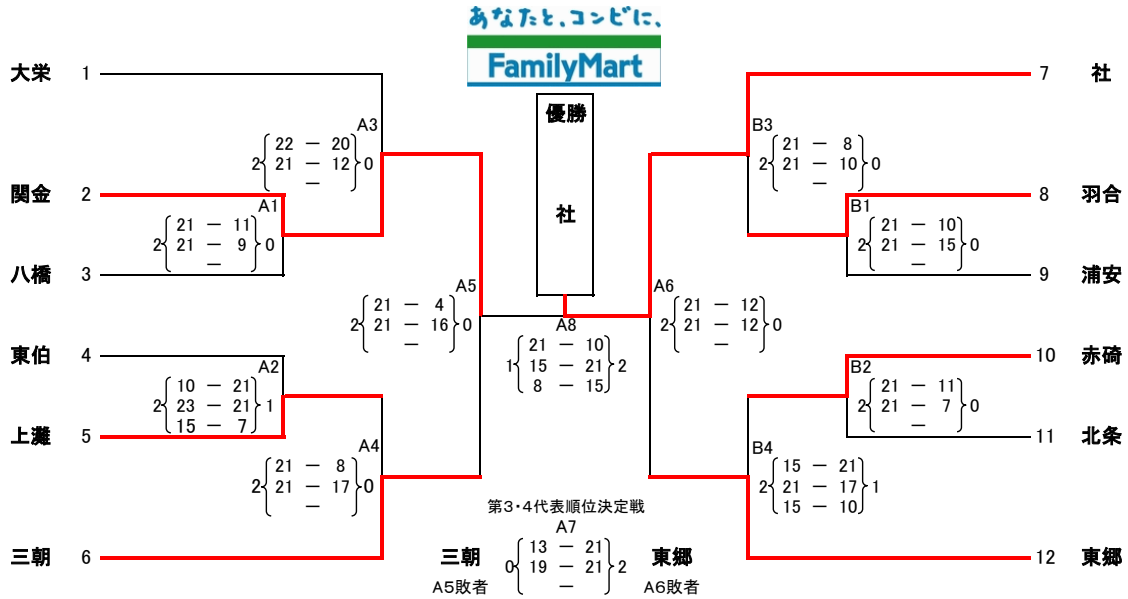 あなたと、コンビに、
FamilyMart
優勝
社
大栄 1
A3
22 － 20
2 21 － 12 0
－
関金 2
A1
21 － 11
2 21 － 9 0
－
八橋 3
A5
21 － 4
2 21 － 16 0
－
東伯 4
A2
10 － 21
2 23 － 21 1
15 － 7
上灘 5
A4
21 － 8
2 21 － 17 0
－
三朝 6
7 社
B3
21 － 8
2 21 － 10 0
－
8 羽合
B1
21 － 10
2 21 － 15 0
－
9 浦安
A6
21 － 12
2 21 － 12 0
－
A8
21 － 10
1 15 － 21 2
8 － 15
10 赤碕
B2
21 － 11
2 21 － 7 0
－
11 北条
B4
15 － 21
2 21 － 17 1
15 － 10
12 東郷
第3・4代表順位決定戦
A7
三朝 13 － 21 東郷
0 19 － 21 2
A5敗者 － A6敗者